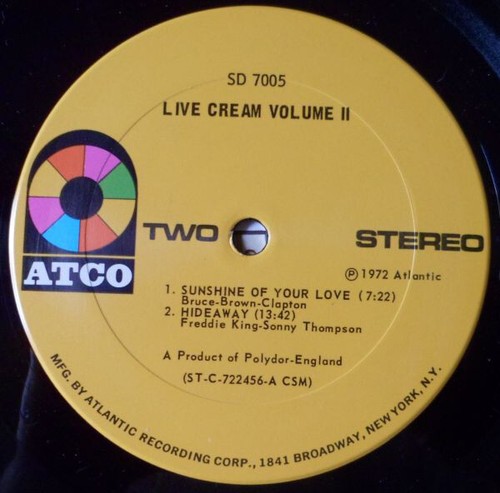 SD 7005
LIVE CREAM VOLUME II
ATCO
TWO
STEREO
℗ 1972 Atlantic
1. SUNSHINE OF YOUR LOVE (7:22)
Bruce-Brown-Clapton
2. HIDEAWAY (13:42)
Freddie King-Sonny Thompson
A Product of Polydor-England
(ST-C-722456-A CSM)
MFG. BY ATLANTIC RECORDING CORP., 1841 BROADWAY, NEW YORK, N.Y.